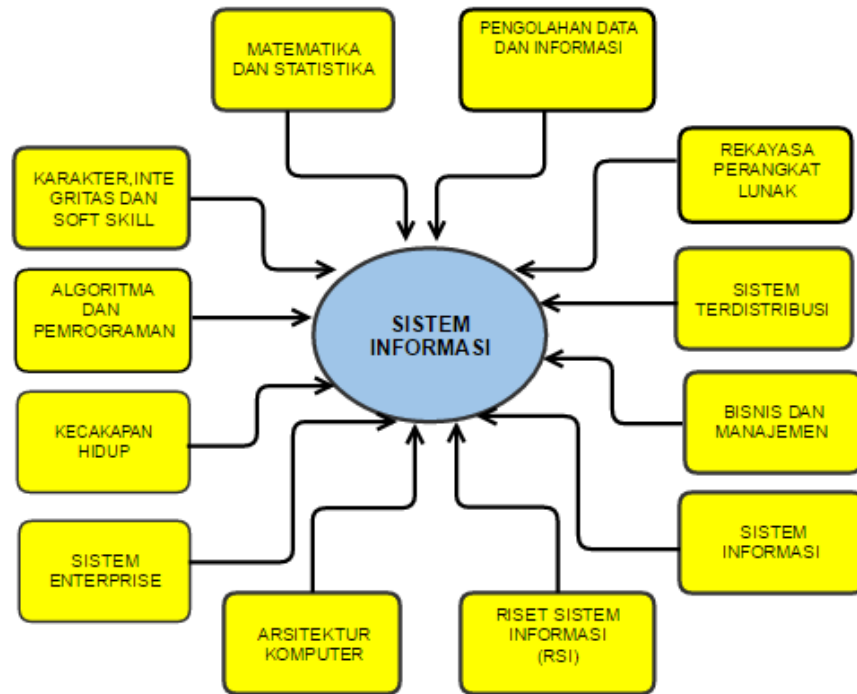 MATEMATIKA
DAN STATISTIKA
PENGOLAHAN DATA
DAN INFORMASI
REKAYASA
PERANGKAT
LUNAK
KARAKTER,INTE
GRITAS DAN
SOFT SKILL
SISTEM
TERDISTRIBUSI
ALGORITMA
DAN
PEMROGRAMAN
SISTEM
INFORMASI
BISNIS DAN
MANAJEMEN
KECAKAPAN
HIDUP
SISTEM
INFORMASI
SISTEM
ENTERPRISE
ARSITEKTUR
KOMPUTER
RISET SISTEM
INFORMASI
(RSI)